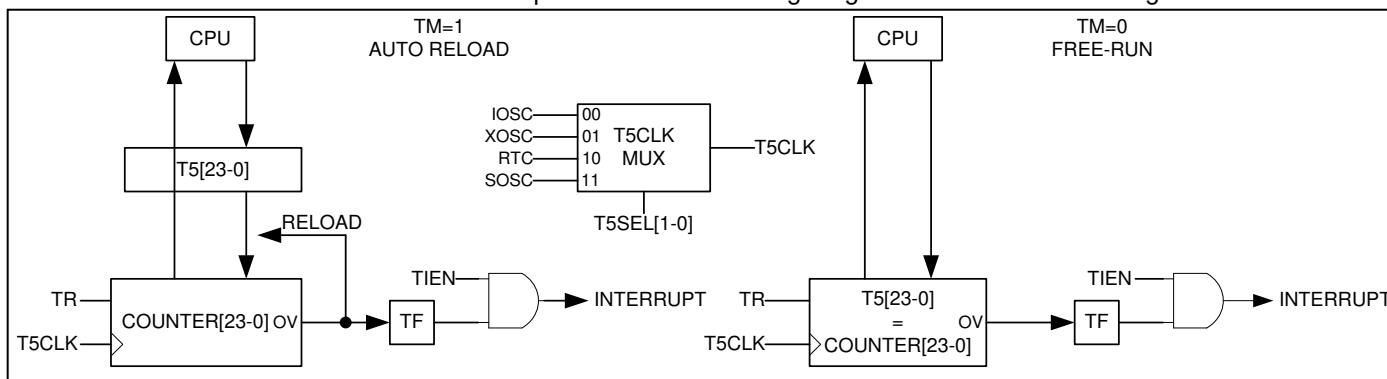 CPU
TM=1
AUTO RELOAD
T5[23-0]
RELOAD
TR
T5CLK
COUNTER[23-0]
OV
TF
TIEN
INTERRUPT
IOSC
XOSC
RTC
SOSC
00
01
10
11
T5CLK
MUX
T5CLK
T5SEL[1-0]
CPU
TM=0
FREE-RUN
TR
T5CLK
T5[23-0]
=
COUNTER[23-0]
OV
TF
TIEN
INTERRUPT